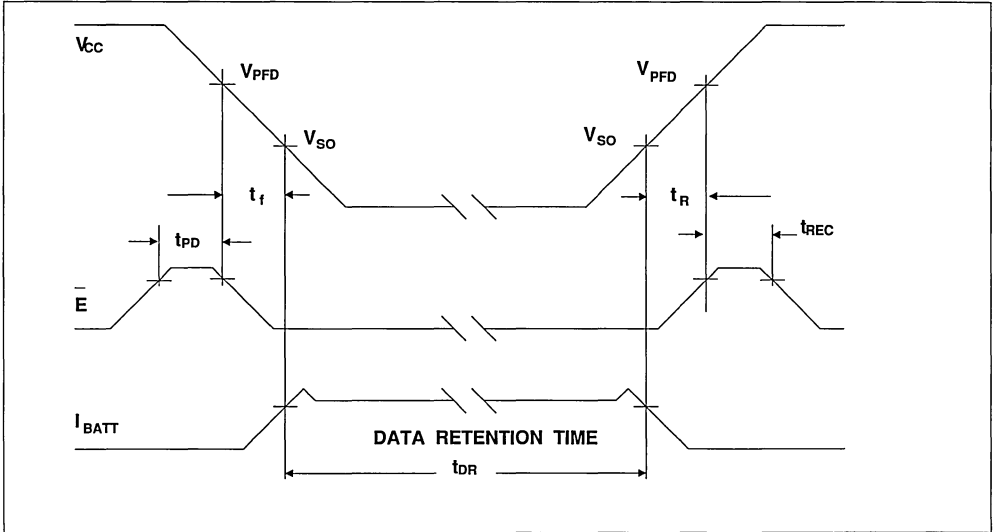 VCC
VPFD
VPFD
VSO
VSO
tf
tR
tPD
tREC
E̅
IBATT
DATA RETENTION TIME
tDR